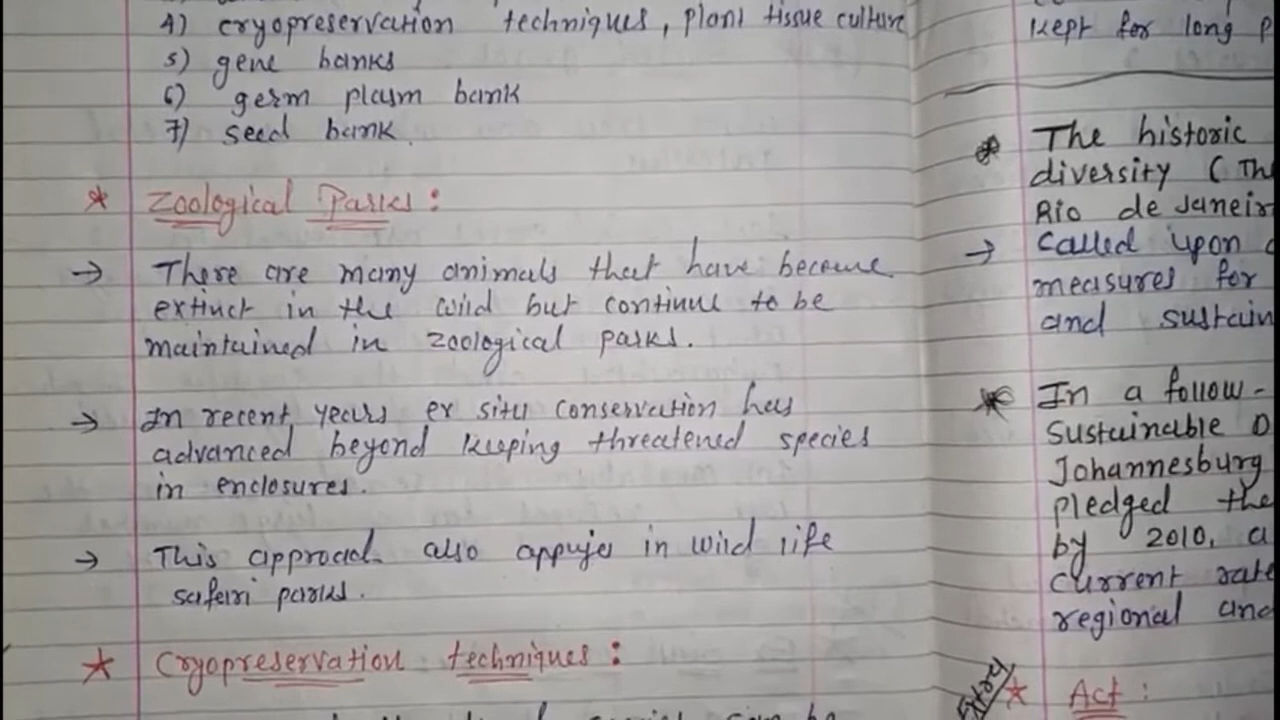 4) cryopreservation techniques, plant tissue culture
5) gene banks
6) germ plasm bank
7) seed bank.
* Zoological Parks :
→ There are many animals that have become
extinct in the wild but continue to be
maintained in zoological parks.
→ In recent years ex situ conservation has
advanced beyond keeping threatened species
in enclosures.
→ This approach also applies in wild life
safari parks.
* Cryopreservation techniques :
kept for long p
* The historic
diversity ( Th
Rio de Janeir
→ called upon
measures for
and sustain
* In a follow-
Sustainable D
Johannesburg
pledged the
by 2010, a
current rate
regional and
Extra * Act :